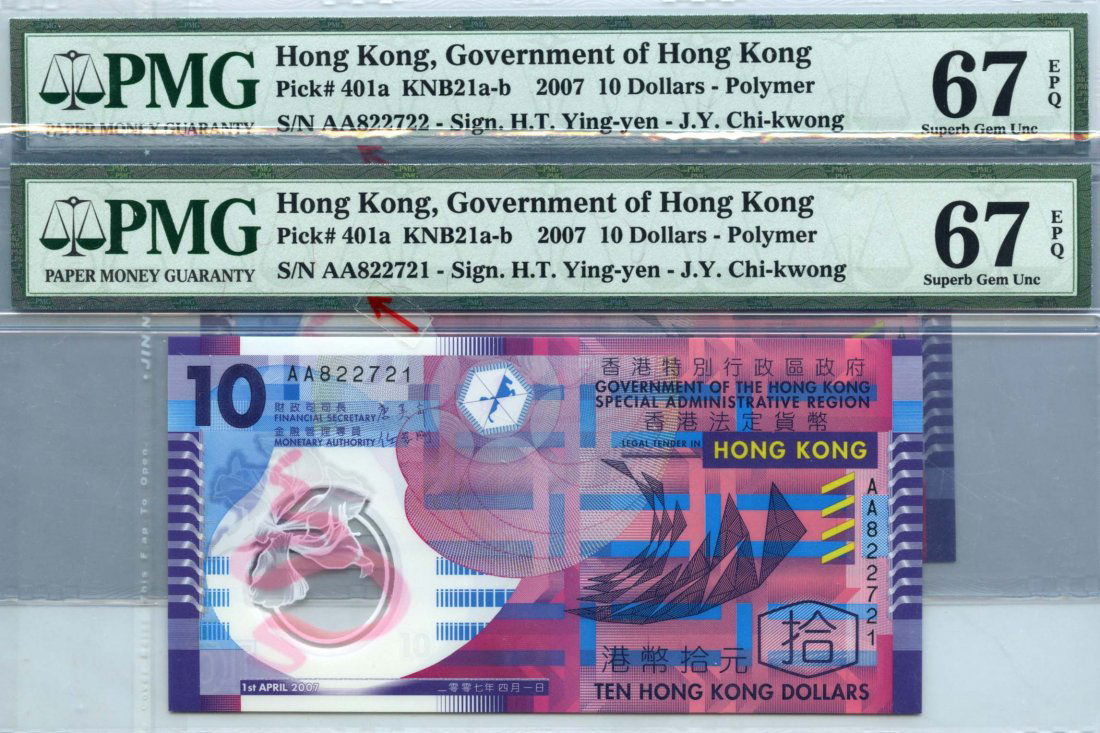 PMG
PAPER MONEY GUARANTY
Hong Kong, Government of Hong Kong
Pick# 401a KNB21a-b 2007 10 Dollars - Polymer
S/N AA822722 - Sign. H.T. Ying-yen - J.Y. Chi-kwong
67 EPQ
Superb Gem Unc
PMG
PAPER MONEY GUARANTY
Hong Kong, Government of Hong Kong
Pick# 401a KNB21a-b 2007 10 Dollars - Polymer
S/N AA822721 - Sign. H.T. Ying-yen - J.Y. Chi-kwong
67 EPQ
Superb Gem Unc
10
AA822721
財政司司長
FINANCIAL SECRETARY
金融管理專員
MONETARY AUTHORITY
香港特別行政區政府
GOVERNMENT OF THE HONG KONG
SPECIAL ADMINISTRATIVE REGION
香港法定貨幣
LEGAL TENDER IN
HONG KONG
AA822721
10
拾
港幣拾元
TEN HONG KONG DOLLARS
1st APRIL 2007
二零零七年四月一日
This Flap To Open